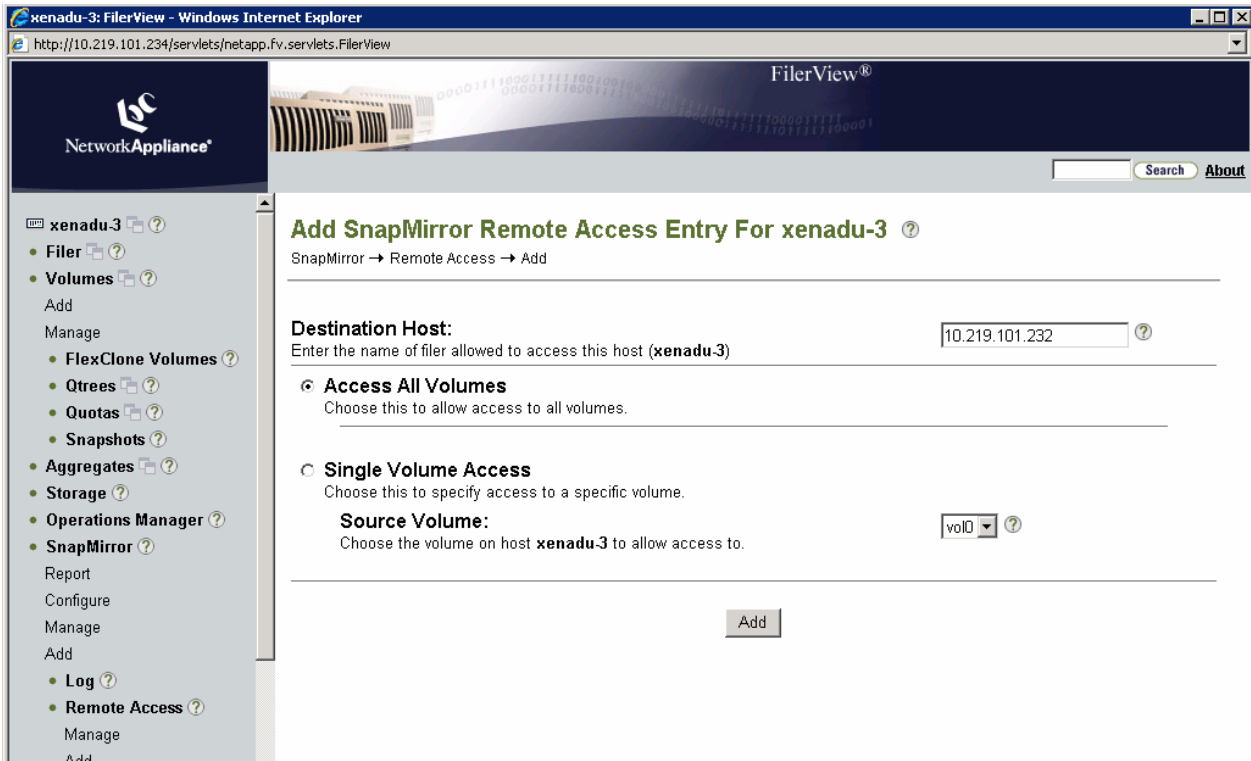 xenadu-3: FilerView - Windows Internet Explorer
http://10.219.101.234/servlets/netapp.fv.servlets.FilerView
FilerView®
NetworkAppliance®
Search About
xenadu-3
Filer
Volumes
Add
Manage
FlexClone Volumes
Qtrees
Quotas
Snapshots
Aggregates
Storage
Operations Manager
SnapMirror
Report
Configure
Manage
Add
Log
Remote Access
Manage
Add
Add SnapMirror Remote Access Entry For xenadu-3
SnapMirror → Remote Access → Add
Destination Host:
10.219.101.232
Enter the name of filer allowed to access this host (xenadu-3)
Access All Volumes
Choose this to allow access to all volumes.
Single Volume Access
Choose this to specify access to a specific volume.
Source Volume:
vol0
Choose the volume on host xenadu-3 to allow access to.
Add